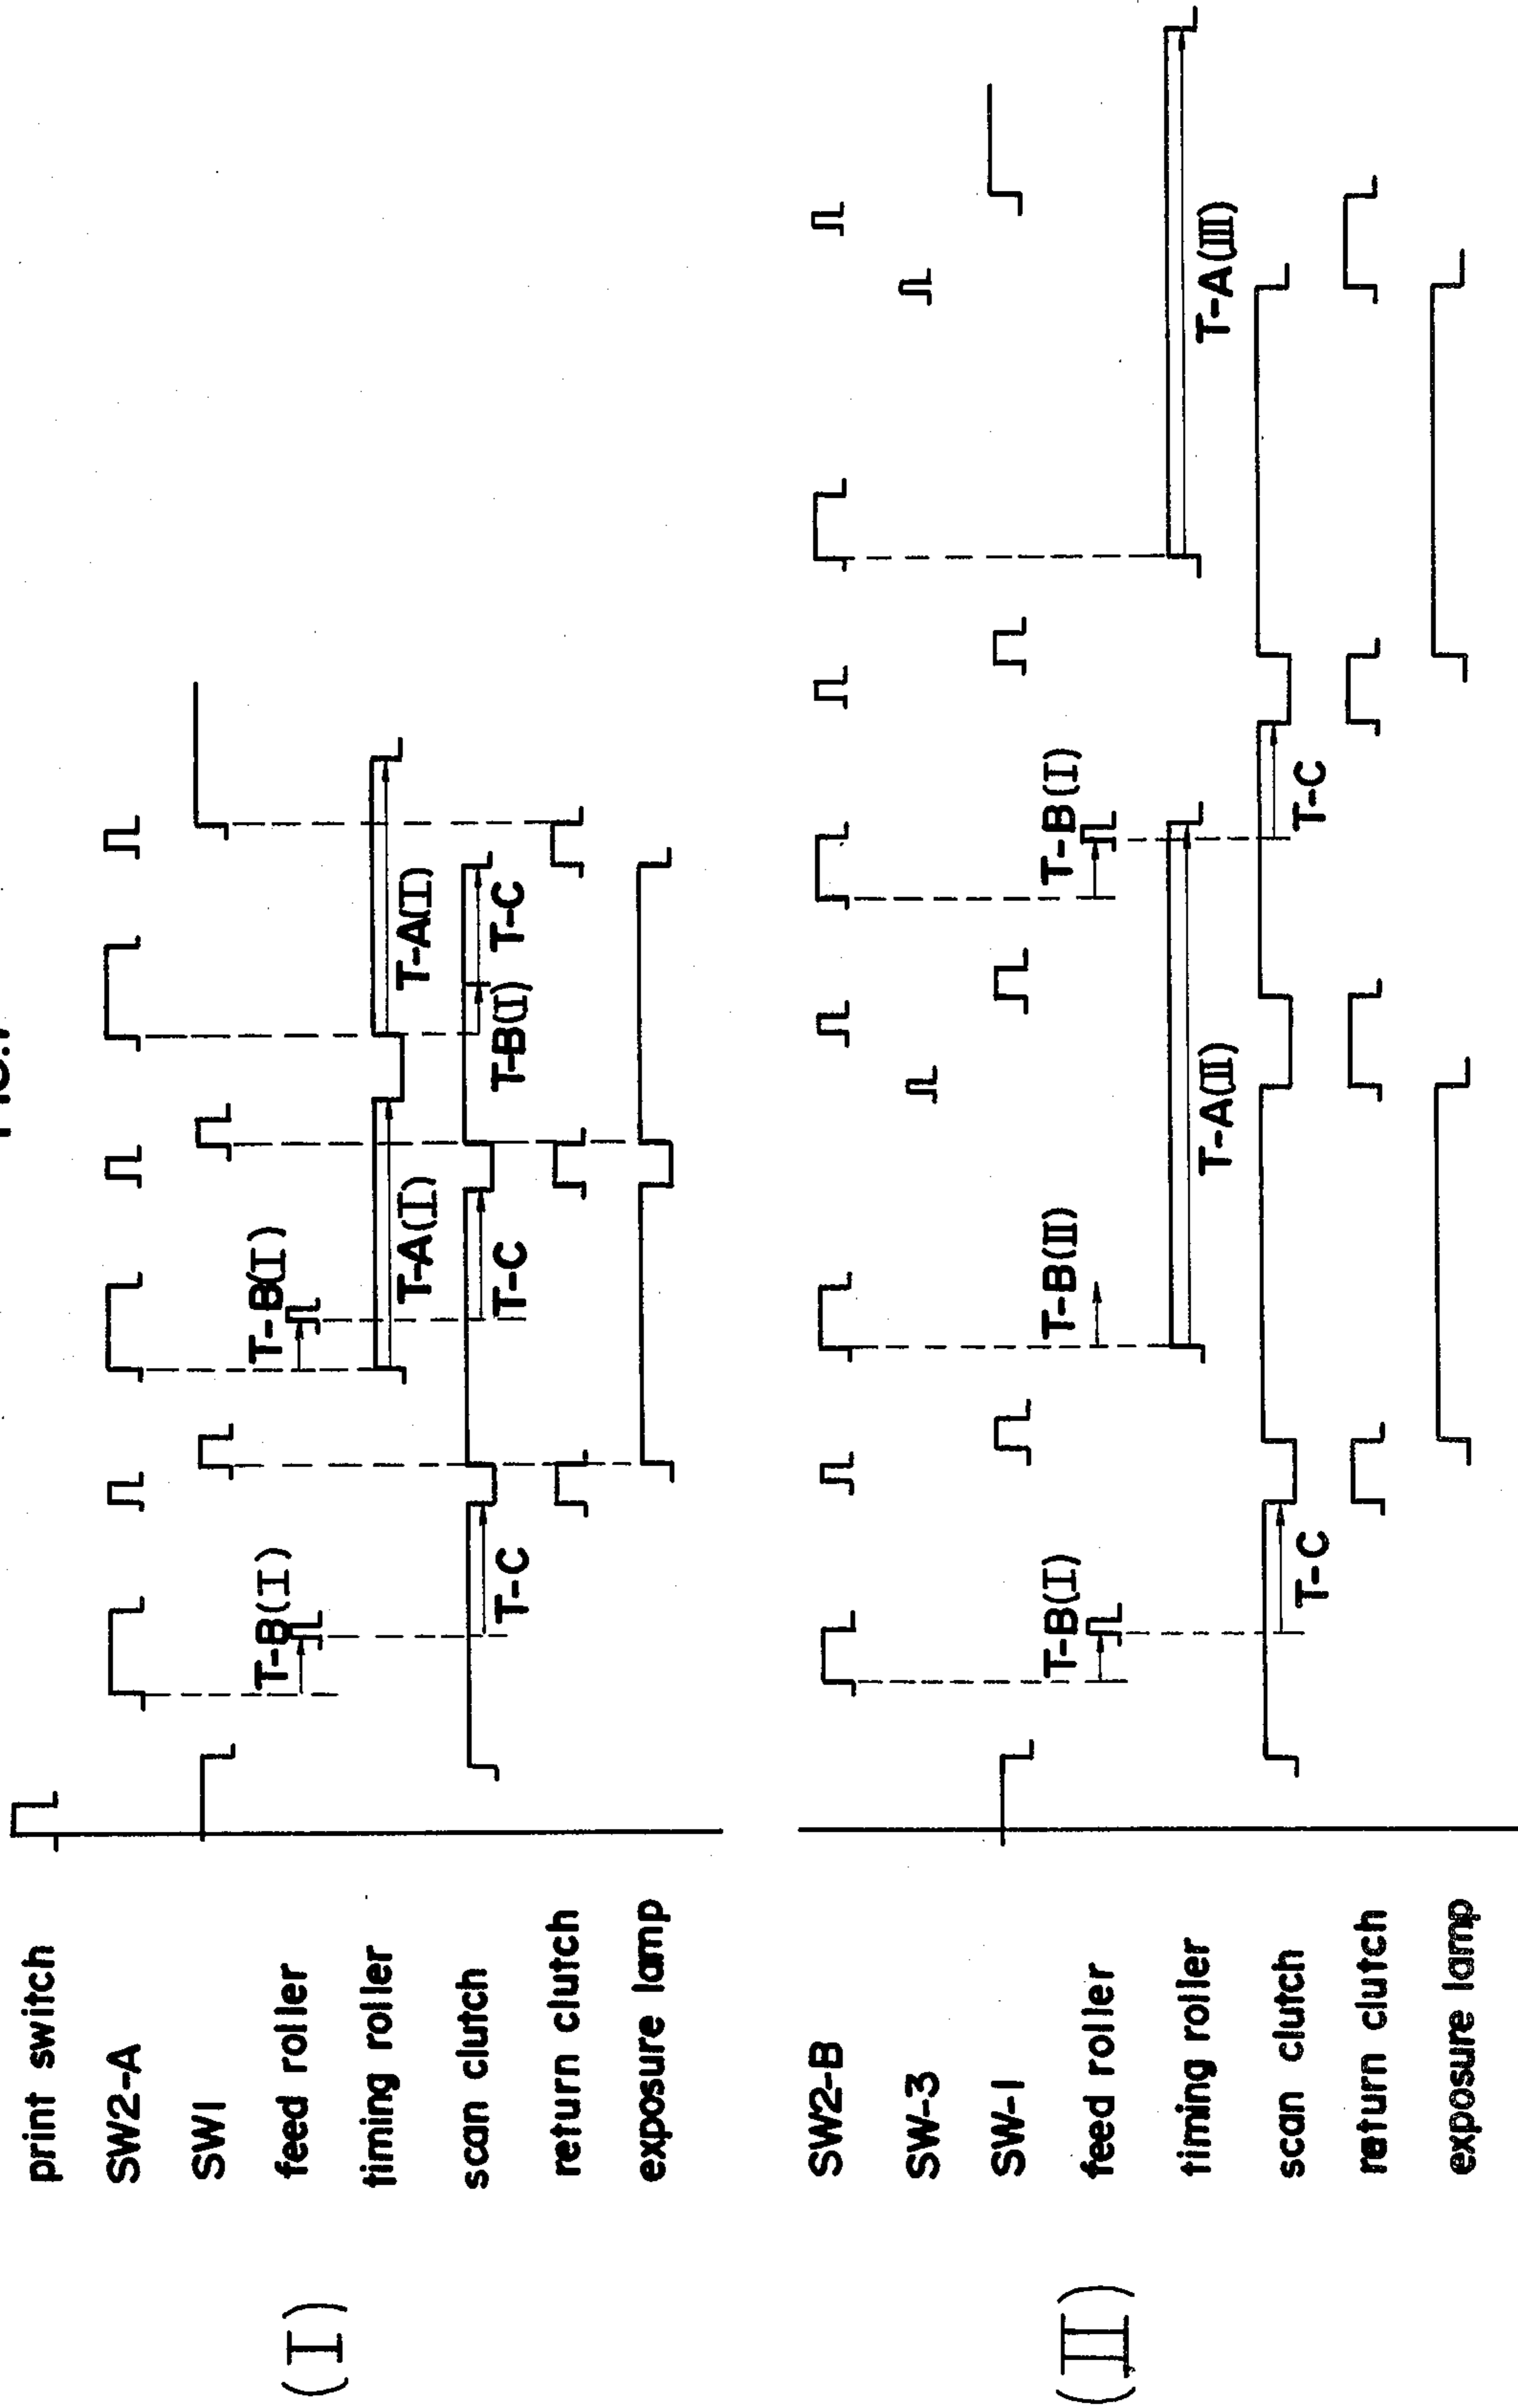 (I)
print switch
SW2-A
SW1
feed roller
T-B(I)
T-B(I)
timing roller
T-A(I)
T-A(I)
scan clutch
T-C
T-C
T-B(I)
T-C
return clutch
exposure lamp
(II)
SW2-B
SW-3
SW-1
feed roller
T-B(I)
T-B(II)
T-B(I)
timing roller
T-A(II)
T-A(III)
scan clutch
T-C
T-C
return clutch
exposure lamp